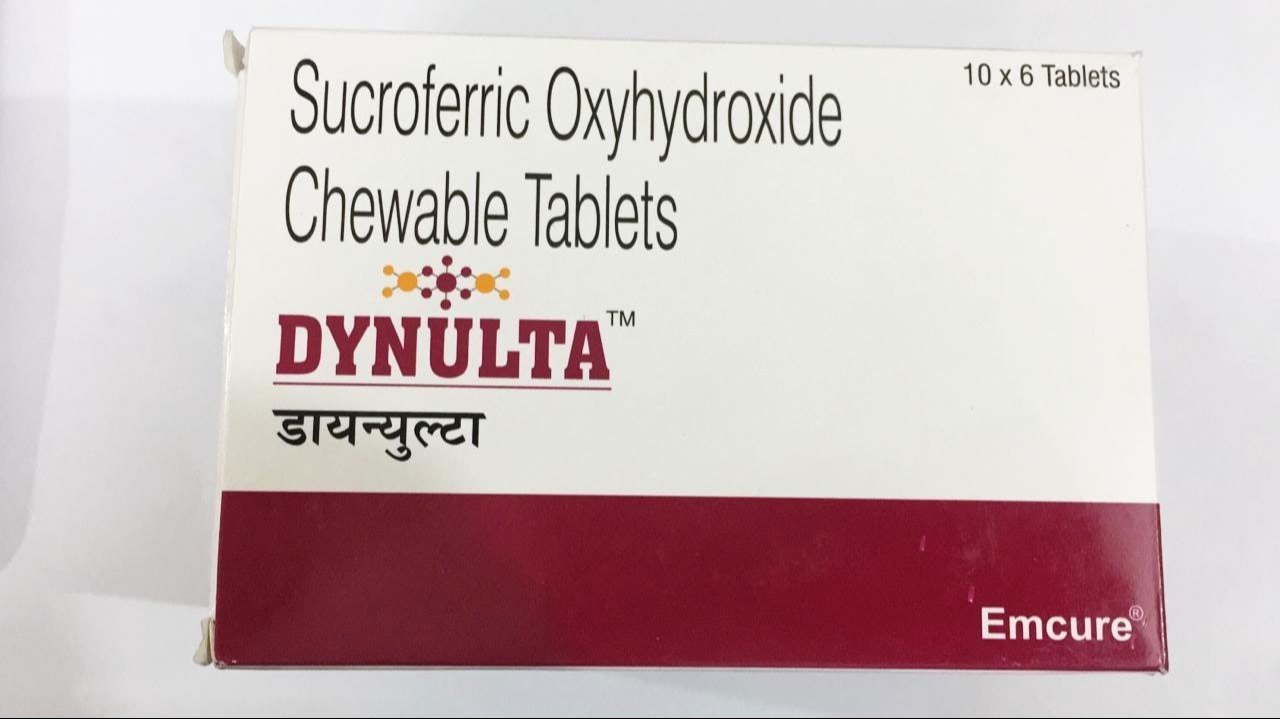 Sucroferric Oxyhydroxide
10 x 6 Tablets
Chewable Tablets
DYNULTA™
डायन्युल्टा
Emcure®